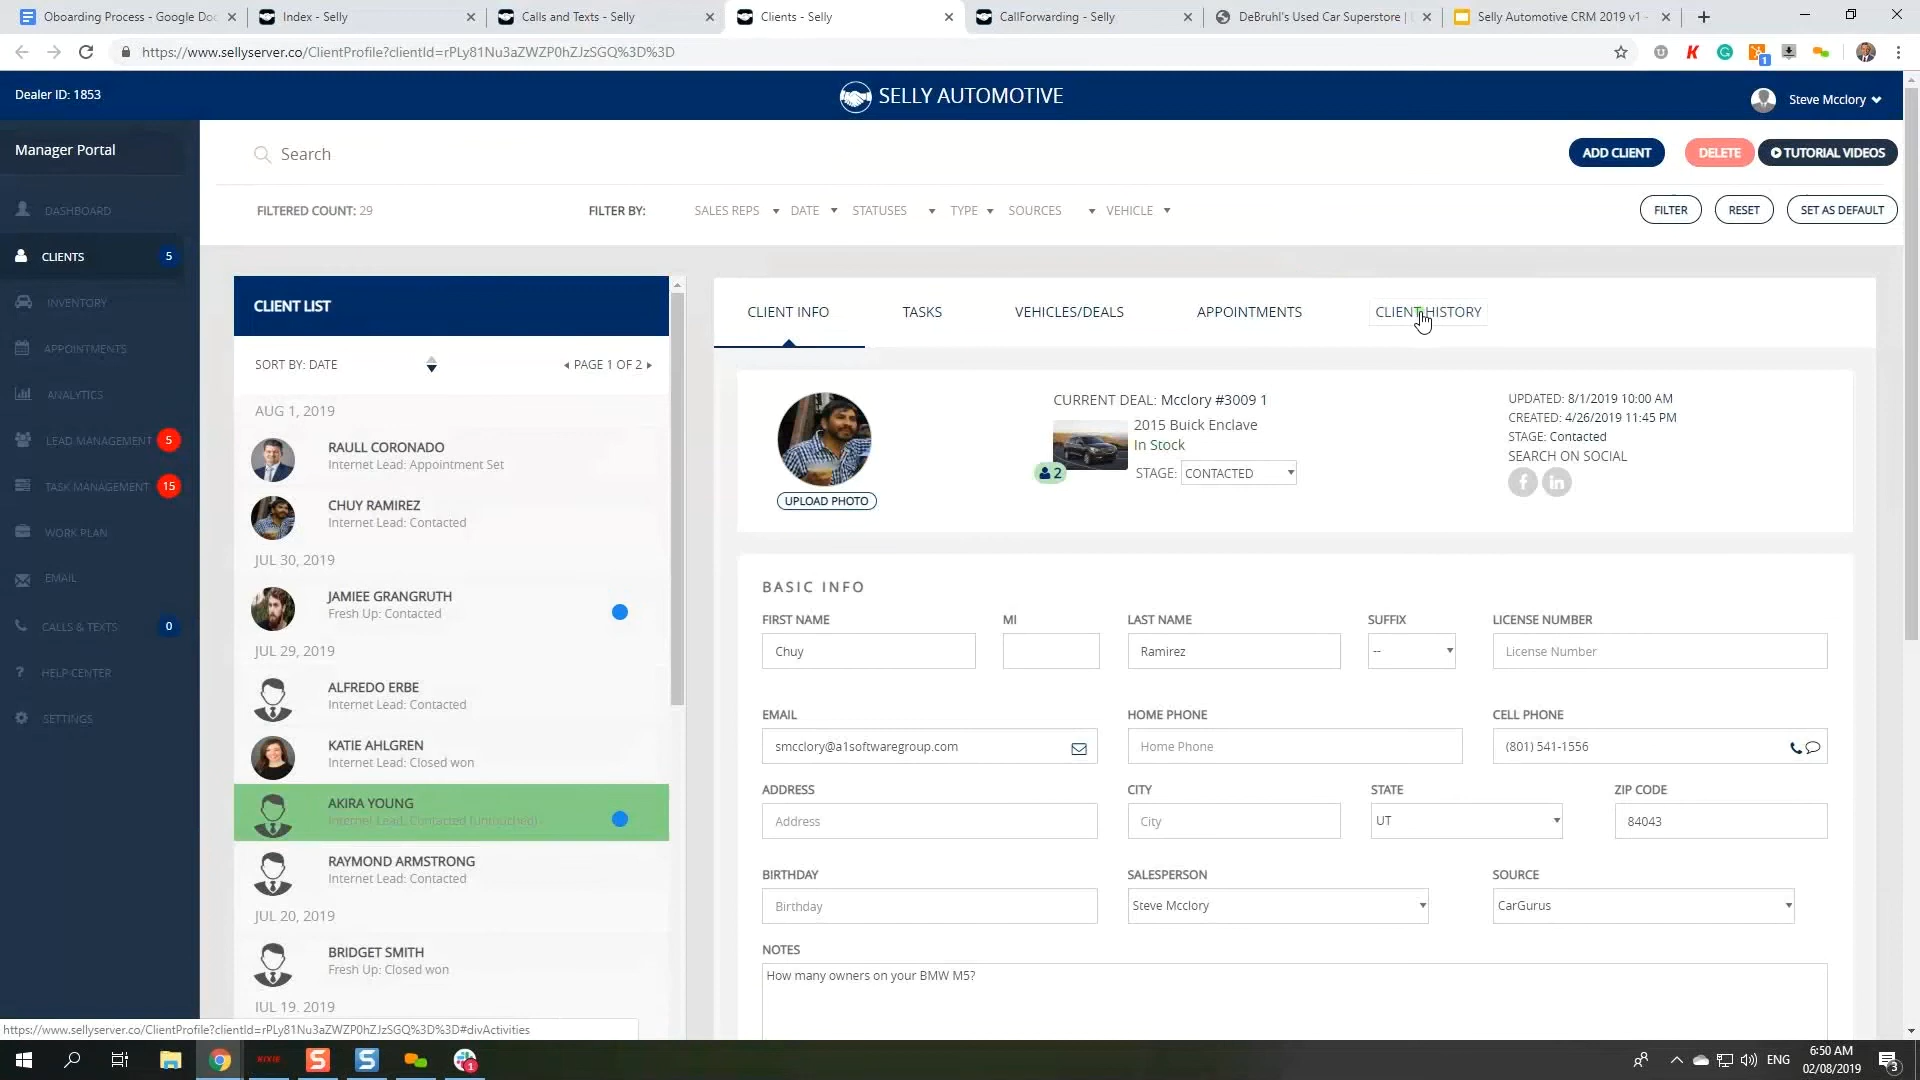 Oboarding Process - Google Doc
Index - Selly
Calls and Texts - Selly
Clients - Selly
CallForwarding - Selly
DeBruhl's Used Car Superstore |
Selly Automotive CRM 2019 v1 -
https://www.sellyserver.co/ClientProfile?clientId=rPLy81Nu3aZWZP0hZJzSGQ%3D%3D
Dealer ID: 1853
SELLY AUTOMOTIVE
Steve Mcclory
Manager Portal
Search
ADD CLIENT
DELETE
TUTORIAL VIDEOS
FILTERED COUNT: 29
FILTER BY:
SALES REPS
DATE
STATUSES
TYPE
SOURCES
VEHICLE
FILTER
RESET
SET AS DEFAULT
DASHBOARD
CLIENTS 5
INVENTORY
APPOINTMENTS
ANALYTICS
LEAD MANAGEMENT 5
TASK MANAGEMENT 15
WORK PLAN
EMAIL
CALLS & TEXTS 0
HELP CENTER
SETTINGS
CLIENT LIST
SORT BY: DATE
PAGE 1 OF 2
AUG 1, 2019
RAULL CORONADO
Internet Lead: Appointment Set
CHUY RAMIREZ
Internet Lead: Contacted
JUL 30, 2019
JAMIEE GRANGRUTH
Fresh Up: Contacted
JUL 29, 2019
ALFREDO ERBE
Internet Lead: Contacted
KATIE AHLGREN
Internet Lead: Closed won
AKIRA YOUNG
Internet Lead: Contacted (untouched)
RAYMOND ARMSTRONG
Internet Lead: Contacted
JUL 20, 2019
BRIDGET SMITH
Fresh Up: Closed won
JUL 19, 2019
CLIENT INFO
TASKS
VEHICLES/DEALS
APPOINTMENTS
CLIENT HISTORY
UPLOAD PHOTO
CURRENT DEAL: Mcclory #3009 1
2015 Buick Enclave
In Stock
2
STAGE: CONTACTED
UPDATED: 8/1/2019 10:00 AM
CREATED: 4/26/2019 11:45 PM
STAGE: Contacted
SEARCH ON SOCIAL
f in
BASIC INFO
FIRST NAME
MI
LAST NAME
SUFFIX
LICENSE NUMBER
Chuy
Ramirez
--
License Number
EMAIL
HOME PHONE
CELL PHONE
smcclory@a1softwaregroup.com
Home Phone
(801) 541-1556
ADDRESS
CITY
STATE
ZIP CODE
Address
City
UT
84043
BIRTHDAY
SALESPERSON
SOURCE
Birthday
Steve Mcclory
CarGurus
NOTES
How many owners on your BMW M5?
https://www.sellyserver.co/ClientProfile?clientId=rPLy81Nu3aZWZP0hZJzSGQ%3D%3D#divActivities
ENG
6:50 AM
02/08/2019
3